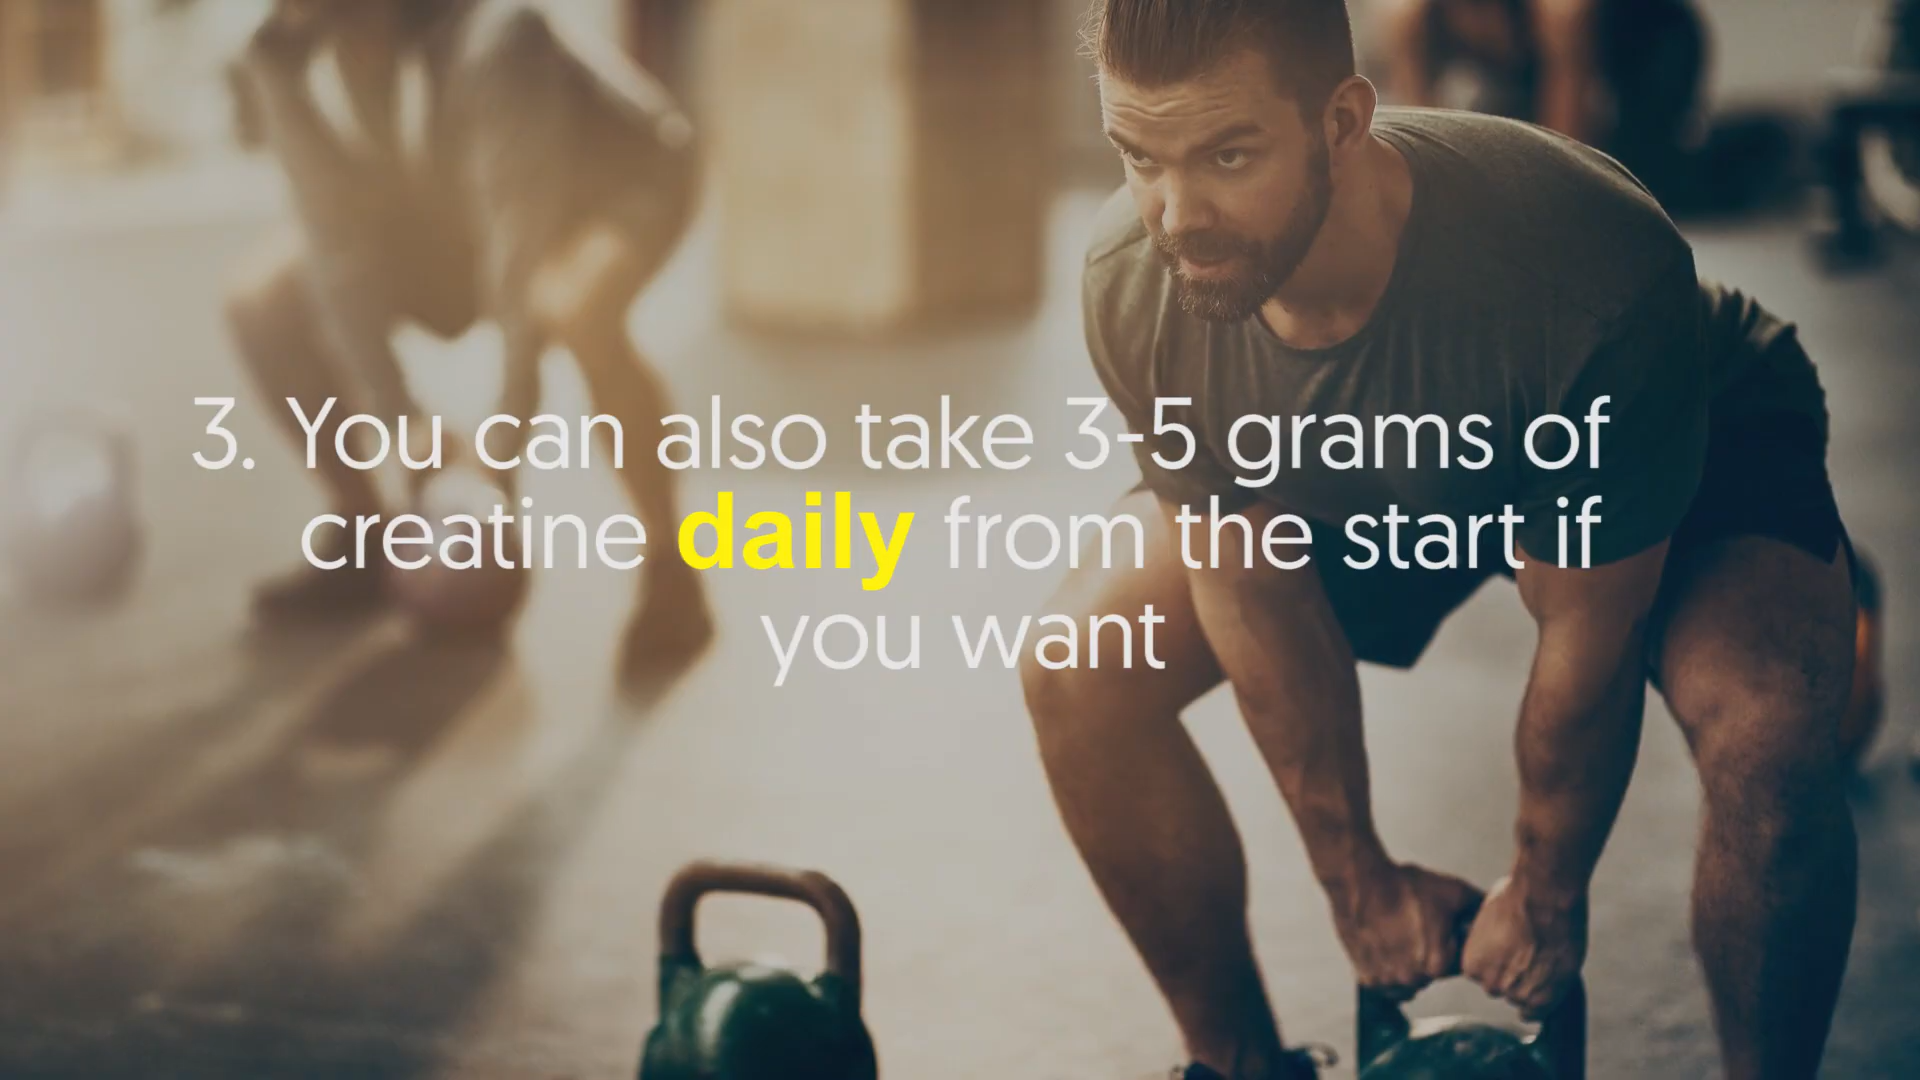 3. You can also take 3-5 grams of
creatine daily from the start if
you want